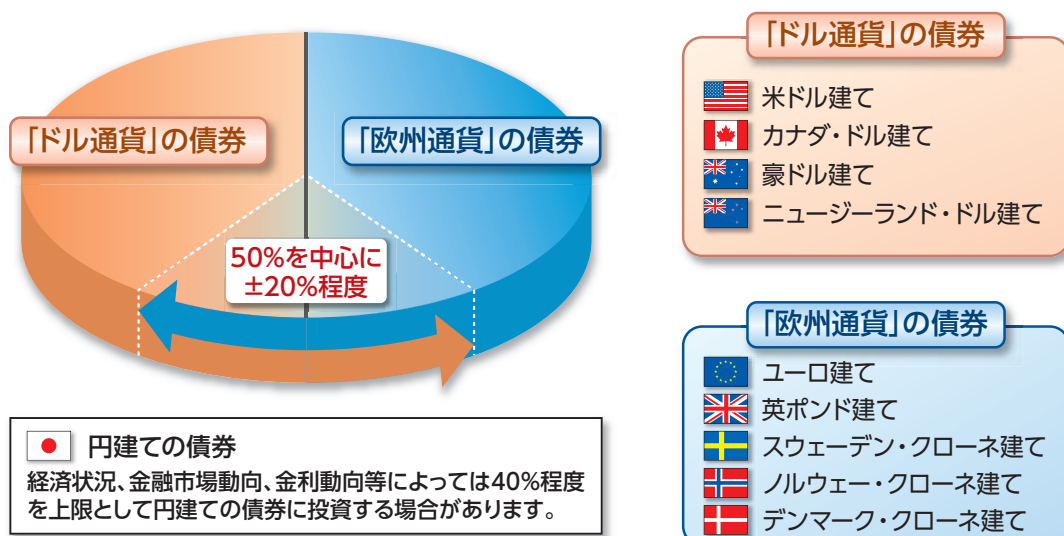 「ドル通貨」の債券
「欧州通貨」の債券
50%を中心に
±20%程度
円建ての債券
経済状況、金融市場動向、金利動向等によっては40%程度
を上限として円建ての債券に投資する場合があります。
「ドル通貨」の債券
米ドル建て
カナダ・ドル建て
豪ドル建て
ニュージーランド・ドル建て
「欧州通貨」の債券
ユーロ建て
英ポンド建て
スウェーデン・クローネ建て
ノルウェー・クローネ建て
デンマーク・クローネ建て